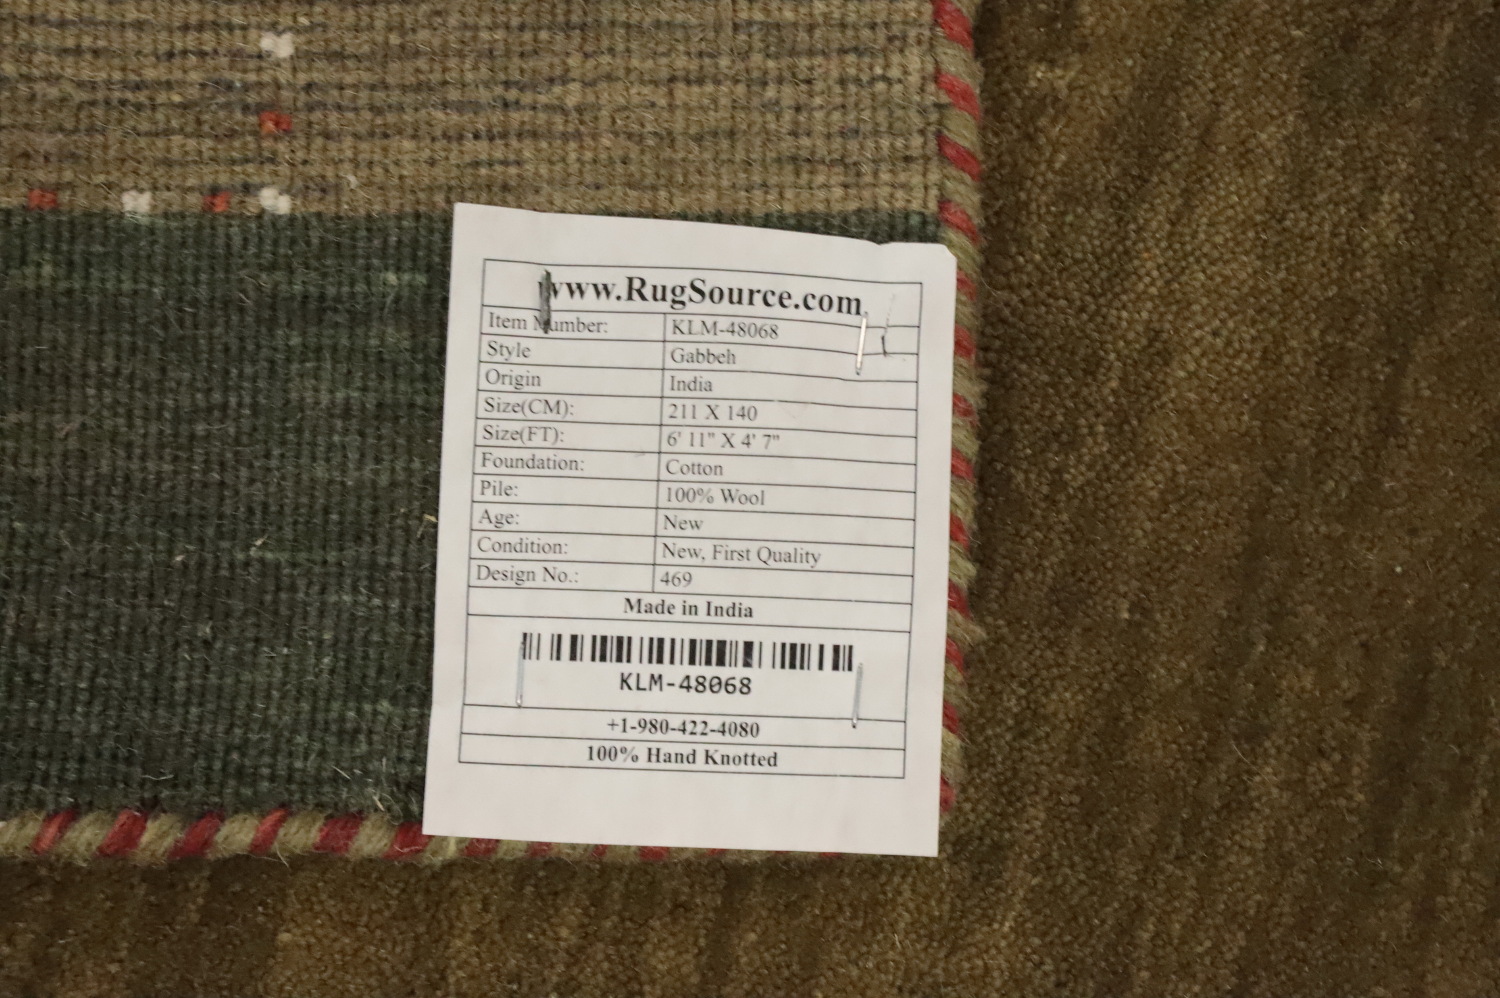 www.RugSource.com
Item Number: KLM-48068
Style Gabbeh
Origin India
Size(CM): 211 X 140
Size(FT): 6' 11" X 4' 7"
Foundation: Cotton
Pile: 100% Wool
Age: New
Condition: New, First Quality
Design No.: 469
Made in India
KLM-48068
+1-980-422-4080
100% Hand Knotted